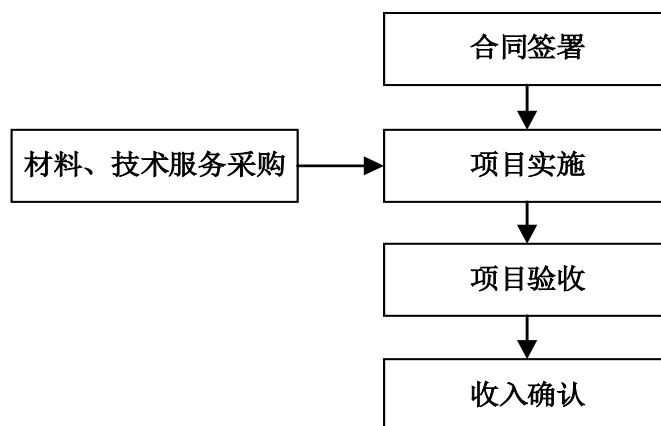 合同签署
材料、技术服务采购
项目实施
项目验收
收入确认